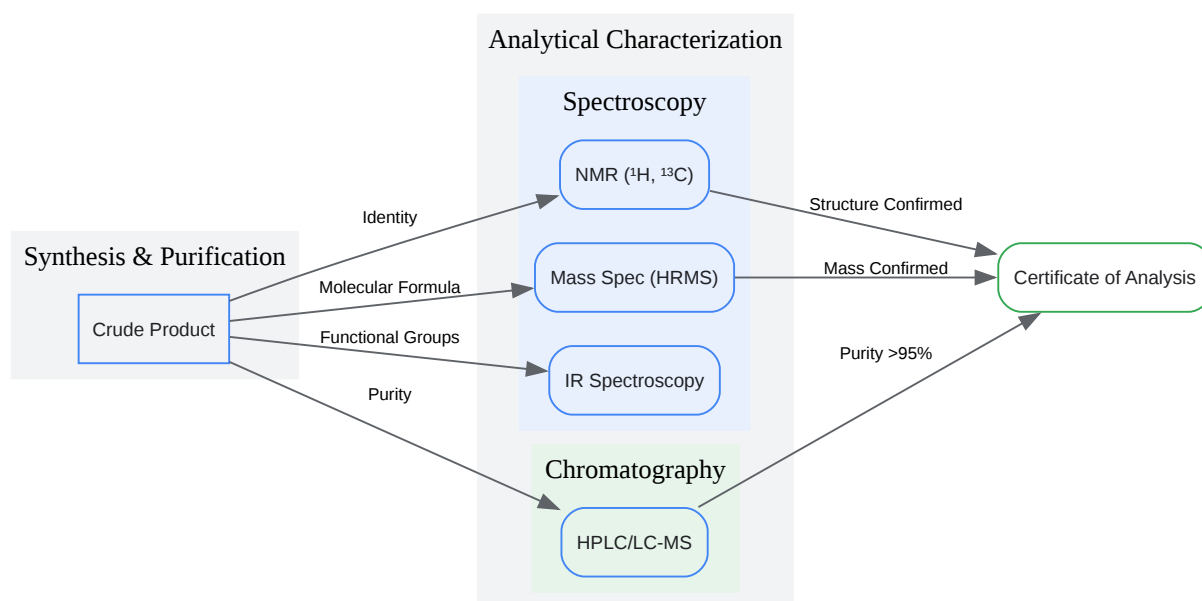 Analytical Characterization
Spectroscopy
NMR (¹H, ¹³C)
Structure Confirmed
Identity
Synthesis & Purification
Mass Spec (HRMS)
Mass Confirmed
Certificate of Analysis
Molecular Formula
Crude Product
Functional Groups
Purity >95%
IR Spectroscopy
Purity
Chromatography
HPLC/LC-MS